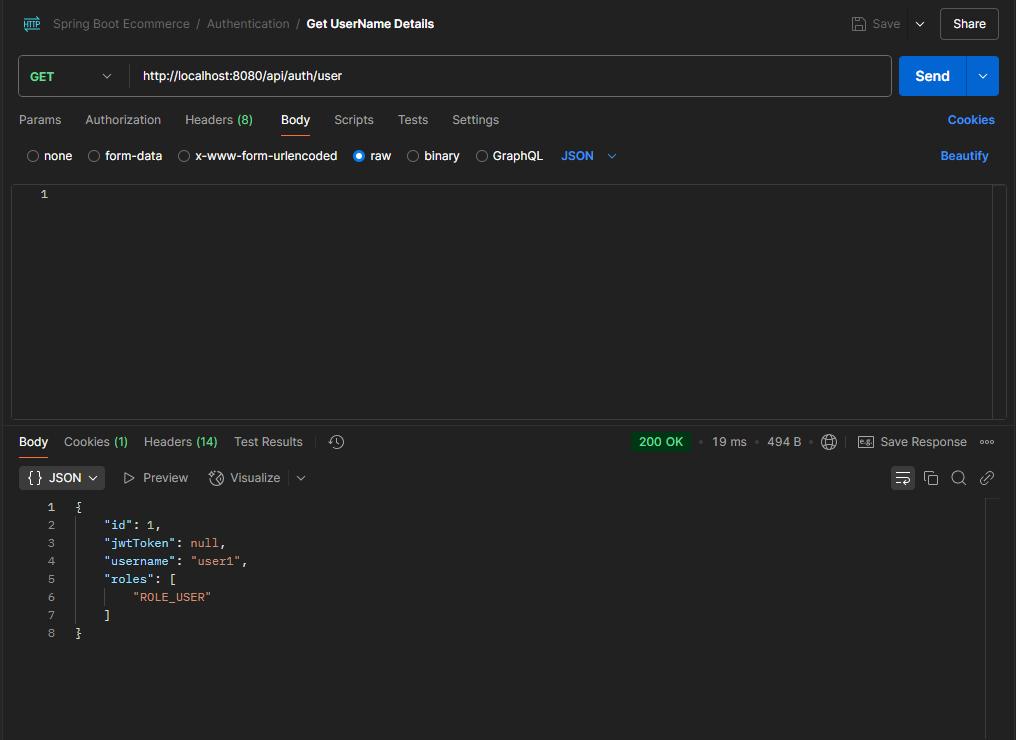 HTTP Spring Boot Ecommerce / Authentication / Get UserName Details Save Share
GET http://localhost:8080/api/auth/user Send
Params Authorization Headers (8) Body Scripts Tests Settings Cookies
none form-data x-www-form-urlencoded raw binary GraphQL JSON Beautify
1
Body Cookies (1) Headers (14) Test Results 200 OK • 19 ms • 494 B • e.g. Save Response
{} JSON Preview Visualize
1 {
2 "id": 1,
3 "jwtToken": null,
4 "username": "user1",
5 "roles": [
6 "ROLE_USER"
7 ]
8 }